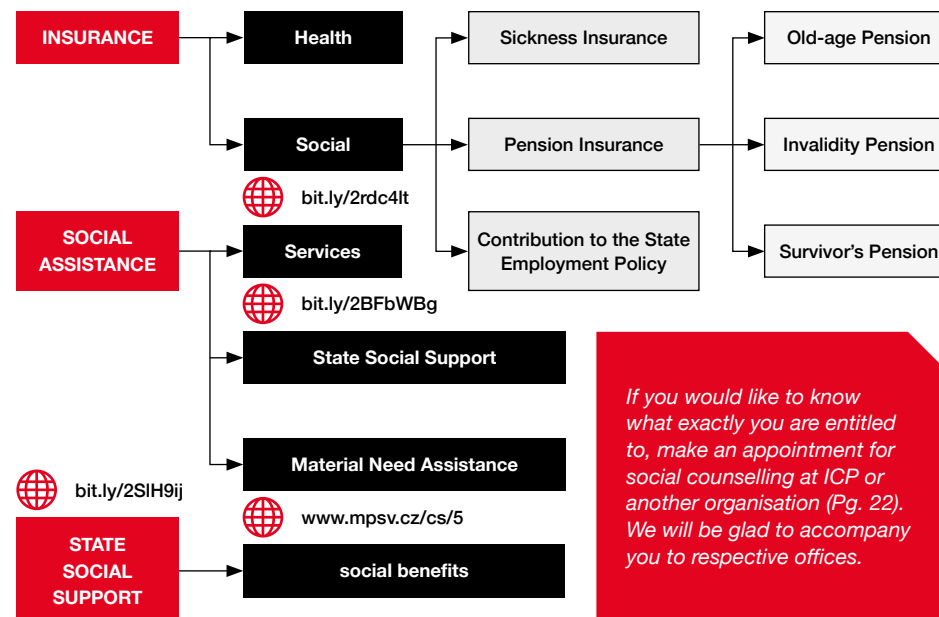 INSURANCE
Health
Sickness Insurance
Old-age Pension
Social
Pension Insurance
Invalidity Pension
bit.ly/2rdc4lt
SOCIAL
ASSISTANCE
Services
Contribution to the State
Employment Policy
Survivor's Pension
bit.ly/2BFbWBg
State Social Support
If you would like to know
what exactly you are entitled
to, make an appointment for
social counselling at ICP or
another organisation (Pg. 22).
We will be glad to accompany
you to respective offices.
Material Need Assistance
bit.ly/2SlH9ij
www.mpsv.cz/cs/5
STATE
SOCIAL
SUPPORT
social benefits